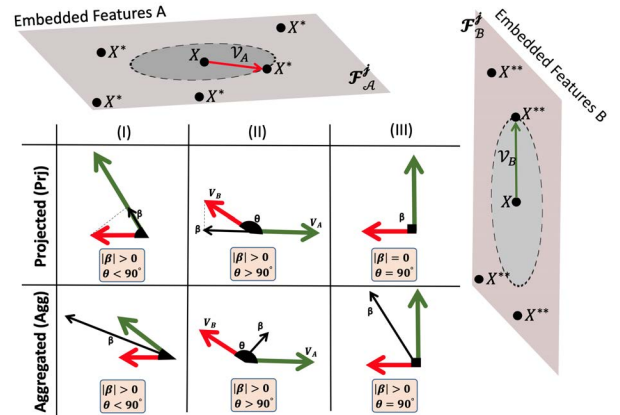 Embedded Features A
X*
X*
X
𝒱_A
X*
X*
X*
ℱ^j_𝒜
ℱ^j_ℬ
Embedded Features B
X**
X**
𝒱_B
X
X**
X**
(I)
(II)
(III)
Projected (Prj)
β
V_B
θ
β
V_A
β
|β| > 0
θ < 90°
|β| > 0
θ > 90°
|β| = 0
θ = 90°
Aggregated (Agg)
β
V_B
θ
β
V_A
β
|β| > 0
θ < 90°
|β| > 0
θ > 90°
|β| > 0
θ = 90°